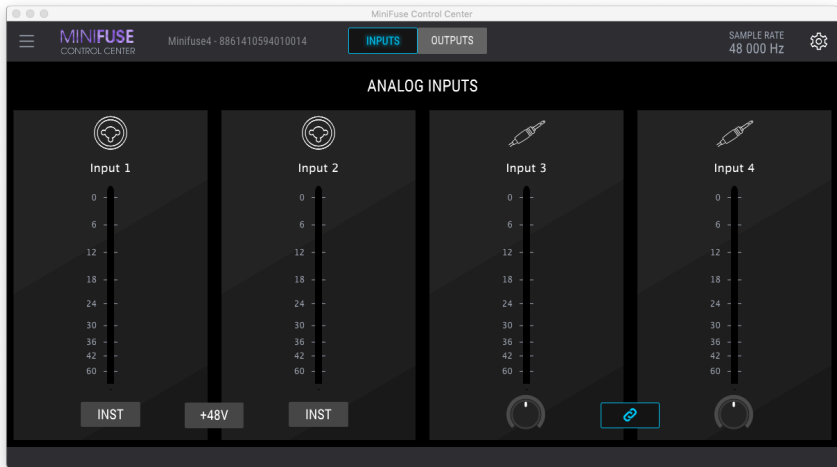 MiniFuse Control Center
MINIFUSE
CONTROL CENTER
Minifuse4 - 8861410594010014
INPUTS
OUTPUTS
SAMPLE RATE
48 000 Hz
ANALOG INPUTS
Input 1
0
6
12
18
24
30
36
42
60
INST
+48V
Input 2
0
6
12
18
24
30
36
42
60
INST
Input 3
0
6
12
18
24
30
36
42
60
Input 4
0
6
12
18
24
30
36
42
60